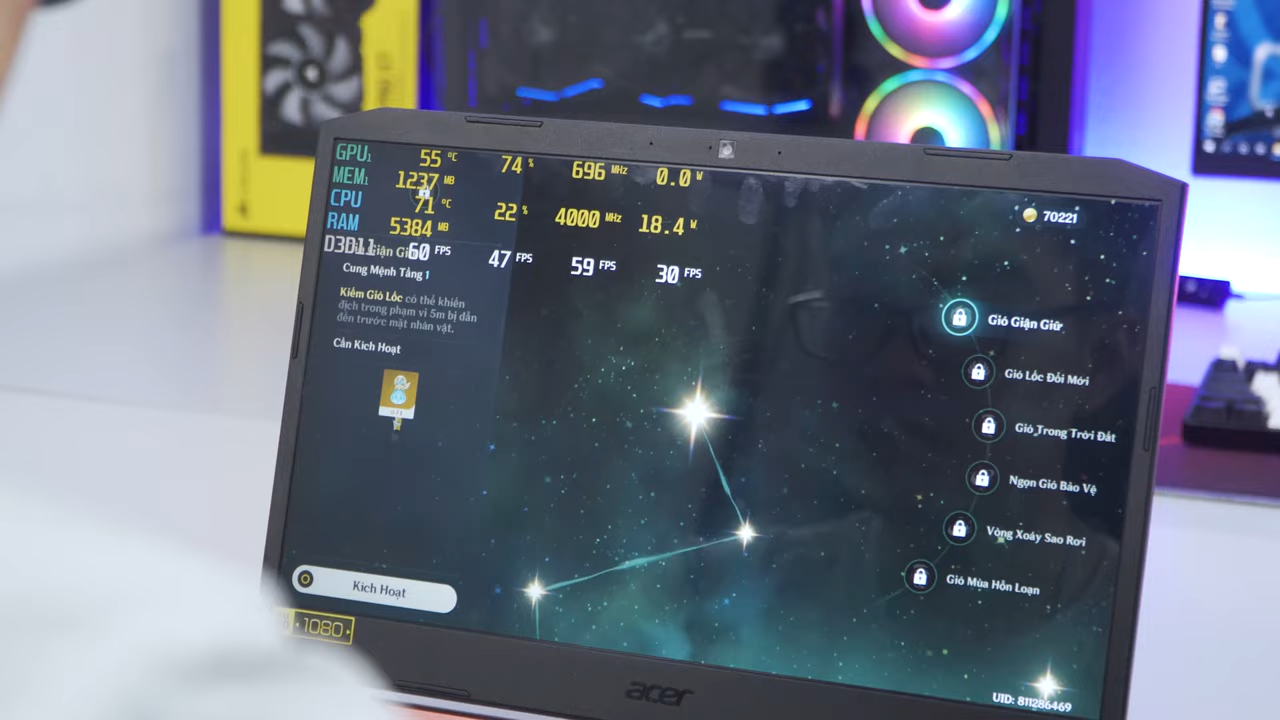 GPU1 55 °C 74 % 696 MHz 0.0 W
MEM1 1237 MB
CPU 71 °C 22 % 4000 MHz 18.4 W
RAM 5384 MB
D3D11 60 FPS 47 FPS 59 FPS 30 FPS
Giận
Cung Mệnh Tầng 1
Kiếm Gió Lốc có thể khiến
địch trong phạm vi 5m bị dẫn
đến trước mặt nhân vật.
Cần Kích Hoạt
0/1
Kích Hoạt
70221
Gió Giận Giữ
Gió Lốc Đổi Mới
Gió Trong Trời Đất
Ngọn Gió Bảo Vệ
Vòng Xoáy Sao Rơi
Gió Mùa Hỗn Loạn
UID: 811286469
1080
acer